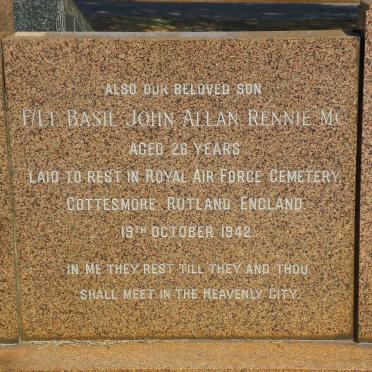 ALSO OUR BELOVED SON
F/LT BASIL JOHN ALLAN RENNIE MC
AGED 26 YEARS
LAID TO REST IN ROYAL AIR FORCE CEMETERY
COTTESMORE, RUTLAND ENGLAND
19TH OCTOBER 1942.
IN ME THEY REST TILL THEY AND THOU
SHALL MEET IN THE HEAVENLY CITY.